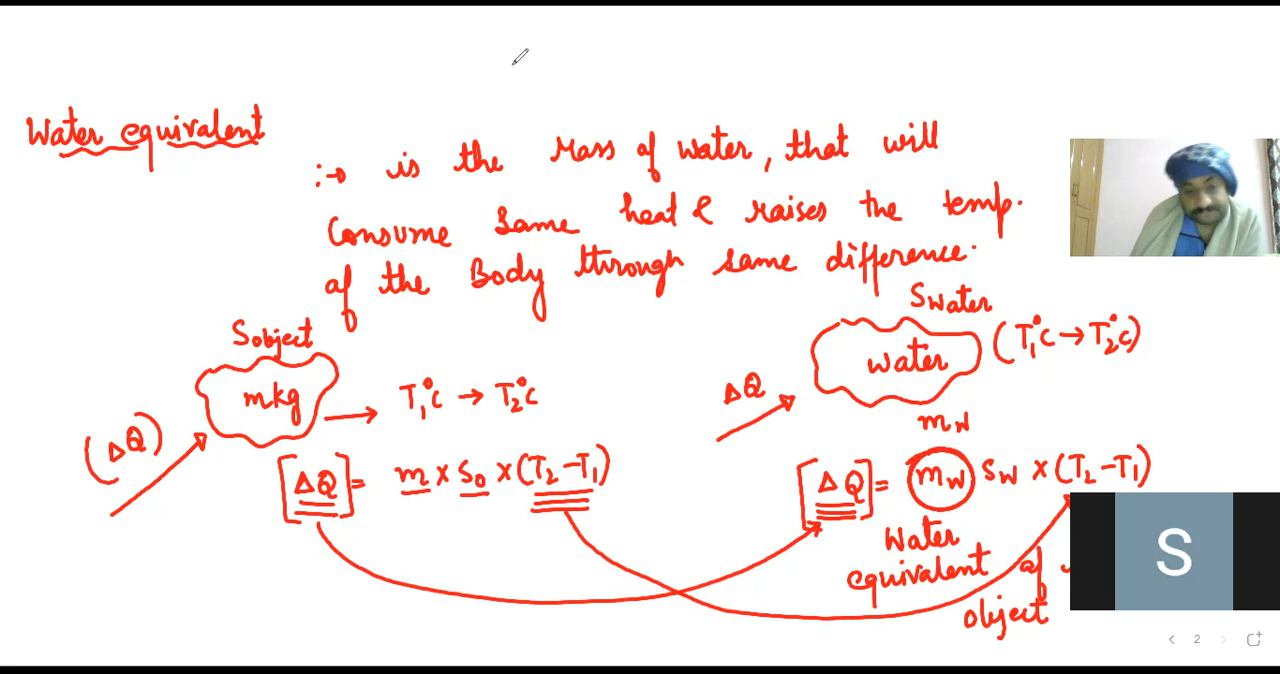 Water equivalent
:→ is the Mass of water, that will
Consume same heat & raises the temp.
of the Body through same difference.
Sobject
mkg
(ΔQ)
T₁°C → T₂°C
[ΔQ] = m × S₀ × (T₂ – T₁)
Swater
water
(T₁°C → T₂°C)
ΔQ
mw
[ΔQ] = mw Sw × (T₂ – T₁)
Water
equivalent of
object
S
2